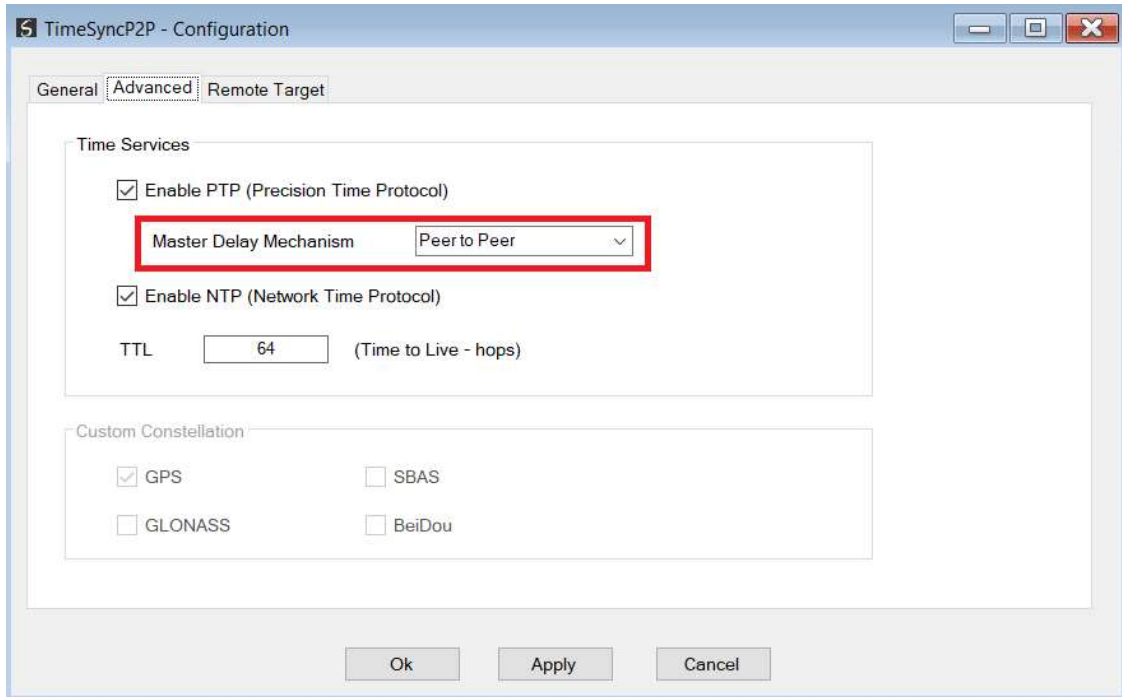 TimeSyncP2P - Configuration
General Advanced Remote Target
Time Services
Enable PTP (Precision Time Protocol)
Master Delay Mechanism Peer to Peer
Enable NTP (Network Time Protocol)
TTL 64 (Time to Live - hops)
Custom Constellation
GPS SBAS
GLONASS BeiDou
Ok Apply Cancel